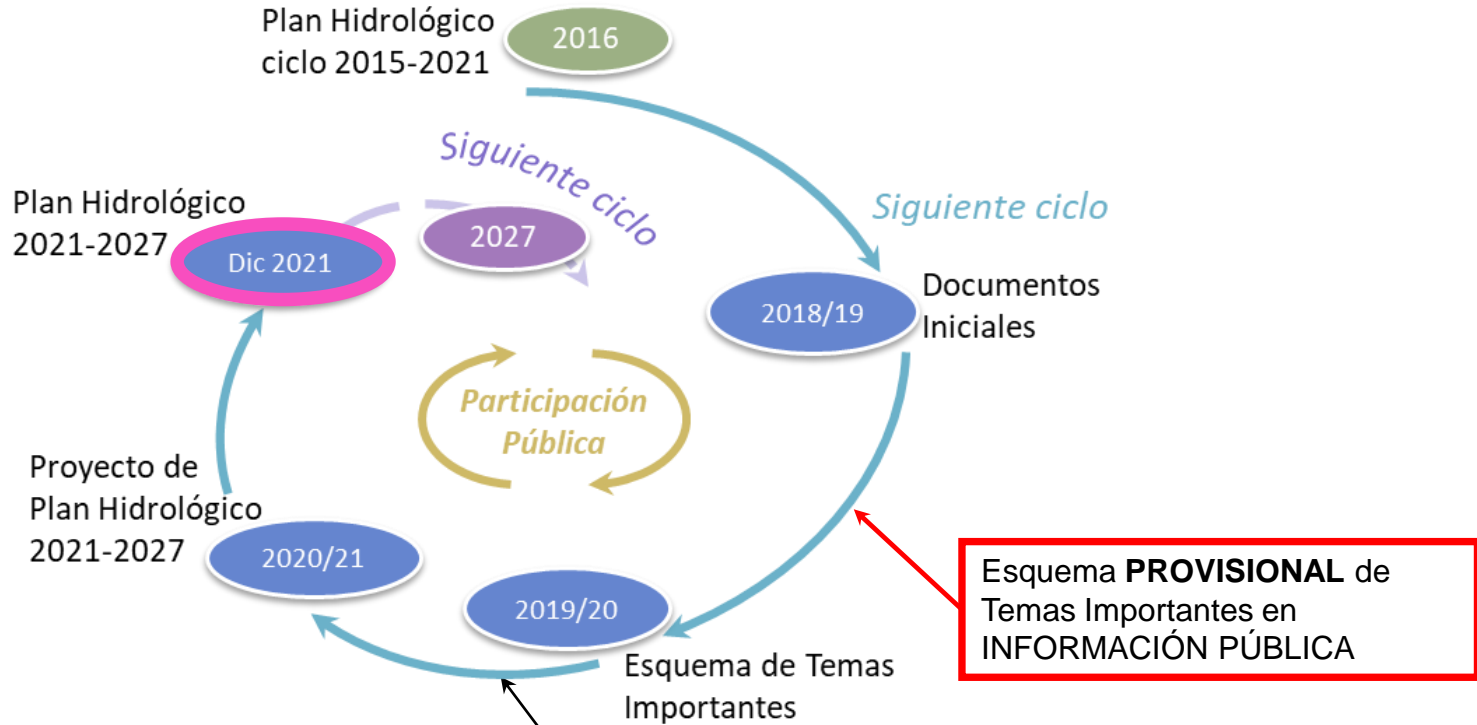 Plan Hidrológico
ciclo 2015-2021
2016
Siguiente ciclo
Siguiente ciclo
Plan Hidrológico
2021-2027
Dic 2021
2027
2018/19
Documentos
Iniciales
Participación
Pública
Proyecto de
Plan Hidrológico
2021-2027
2020/21
2019/20
Esquema de Temas
Importantes
Esquema PROVISIONAL de
Temas Importantes en
INFORMACIÓN PÚBLICA